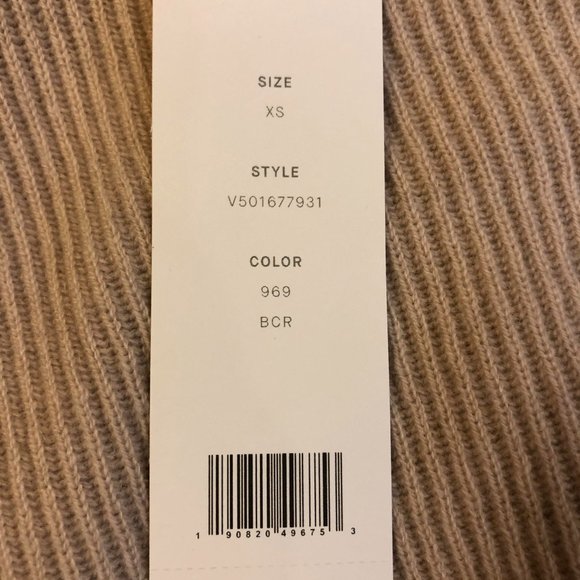 SIZE
XS
STYLE
V501677931
COLOR
969
BCR
1 90820 49675 3